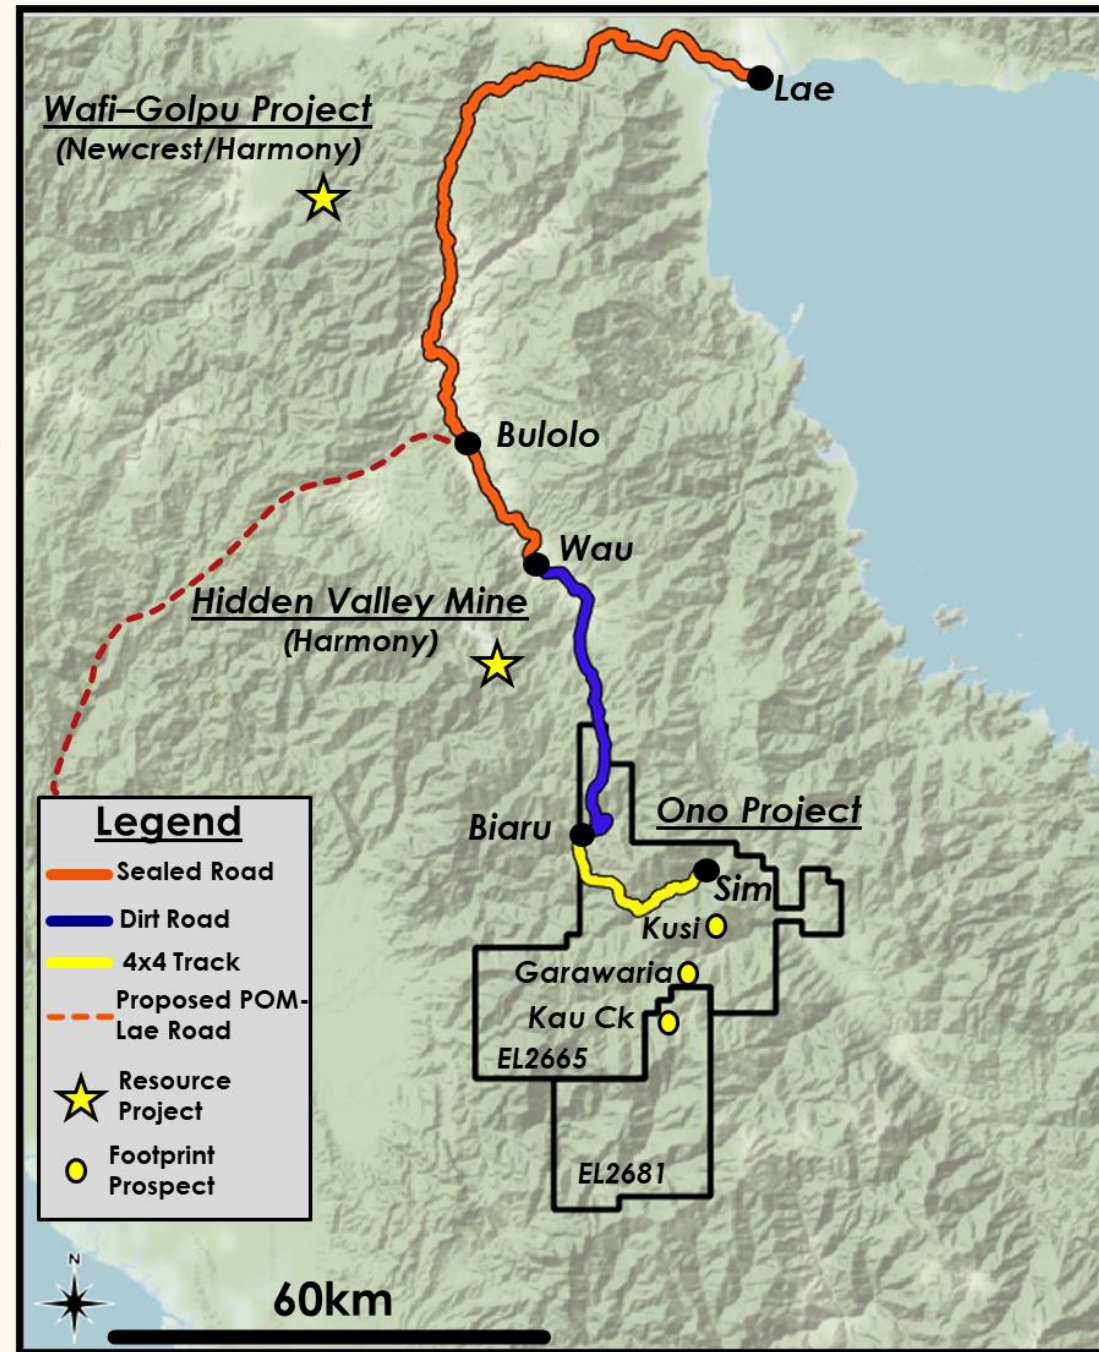 Lae
Wafi–Golpu Project
(Newcrest/Harmony)
Bulolo
Wau
Hidden Valley Mine
(Harmony)
Biaru
Ono Project
Sim
Kusi
Garawaria
Kau Ck
EL2665
EL2681
Legend
Sealed Road
Dirt Road
4x4 Track
Proposed POM-
Lae Road
Resource
Project
Footprint
Prospect
N
60km